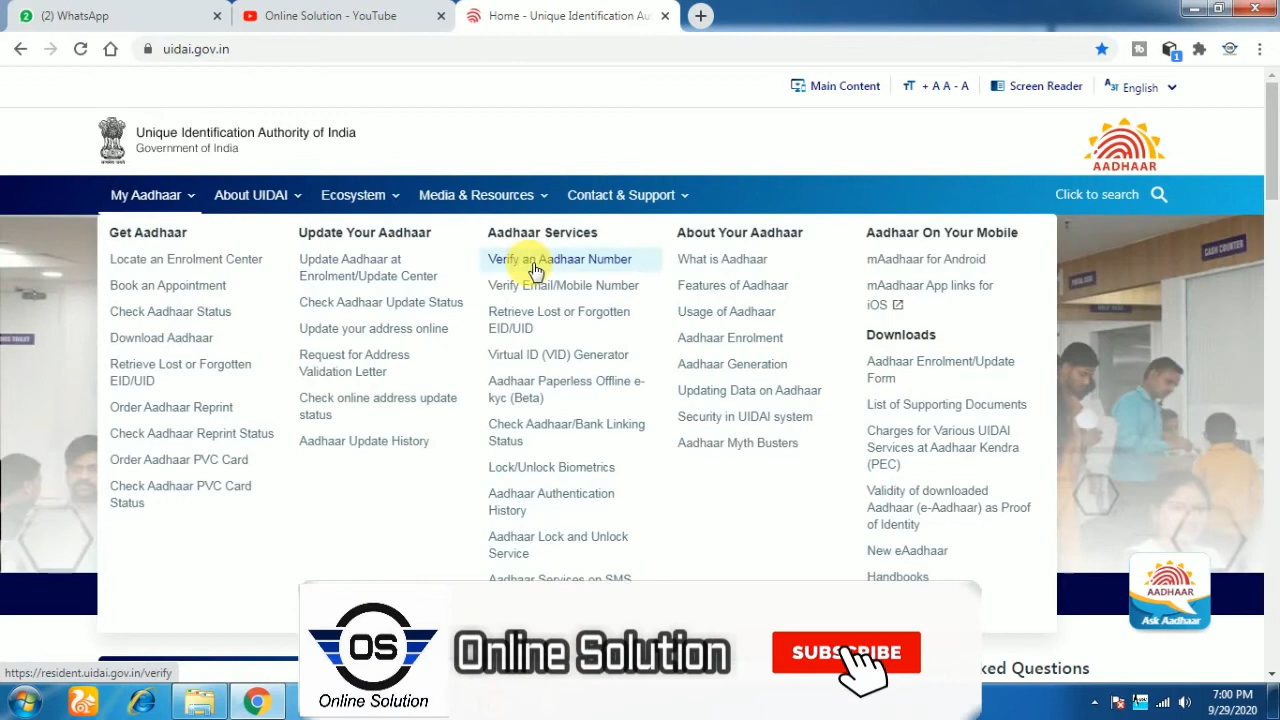 (2) WhatsApp
Online Solution - YouTube
Home - Unique Identification Au
uidai.gov.in
1
Main Content
TT + A A - A
Screen Reader
English
Unique Identification Authority of India
Government of India
AADHAAR
My Aadhaar
About UIDAI
Ecosystem
Media & Resources
Contact & Support
Click to search
Get Aadhaar
Locate an Enrolment Center
Book an Appointment
Check Aadhaar Status
Download Aadhaar
Retrieve Lost or Forgotten
EID/UID
Order Aadhaar Reprint
Check Aadhaar Reprint Status
Order Aadhaar PVC Card
Check Aadhaar PVC Card
Status
Update Your Aadhaar
Update Aadhaar at
Enrolment/Update Center
Check Aadhaar Update Status
Update your address online
Request for Address
Validation Letter
Check online address update
status
Aadhaar Update History
Aadhaar Services
Verify an Aadhaar Number
Verify Email/Mobile Number
Retrieve Lost or Forgotten
EID/UID
Virtual ID (VID) Generator
Aadhaar Paperless Offline e-
kyc (Beta)
Check Aadhaar/Bank Linking
Status
Lock/Unlock Biometrics
Aadhaar Authentication
History
Aadhaar Lock and Unlock
Service
Aadhaar Services on SMS
About Your Aadhaar
What is Aadhaar
Features of Aadhaar
Usage of Aadhaar
Aadhaar Enrolment
Aadhaar Generation
Updating Data on Aadhaar
Security in UIDAI system
Aadhaar Myth Busters
Aadhaar On Your Mobile
mAadhaar for Android
mAadhaar App links for
iOS
Downloads
Aadhaar Enrolment/Update
Form
List of Supporting Documents
Charges for Various UIDAI
Services at Aadhaar Kendra
(PEC)
Validity of downloaded
Aadhaar (e-Aadhaar) as Proof
of Identity
New eAadhaar
Handbooks
CASH COUNTER
AADHAAR
Ask Aadhaar
OS
Online Solution
Online Solution
SUBSCRIBE
ked Questions
https://resident.uidai.gov.in/verify
7:00 PM
9/29/2020